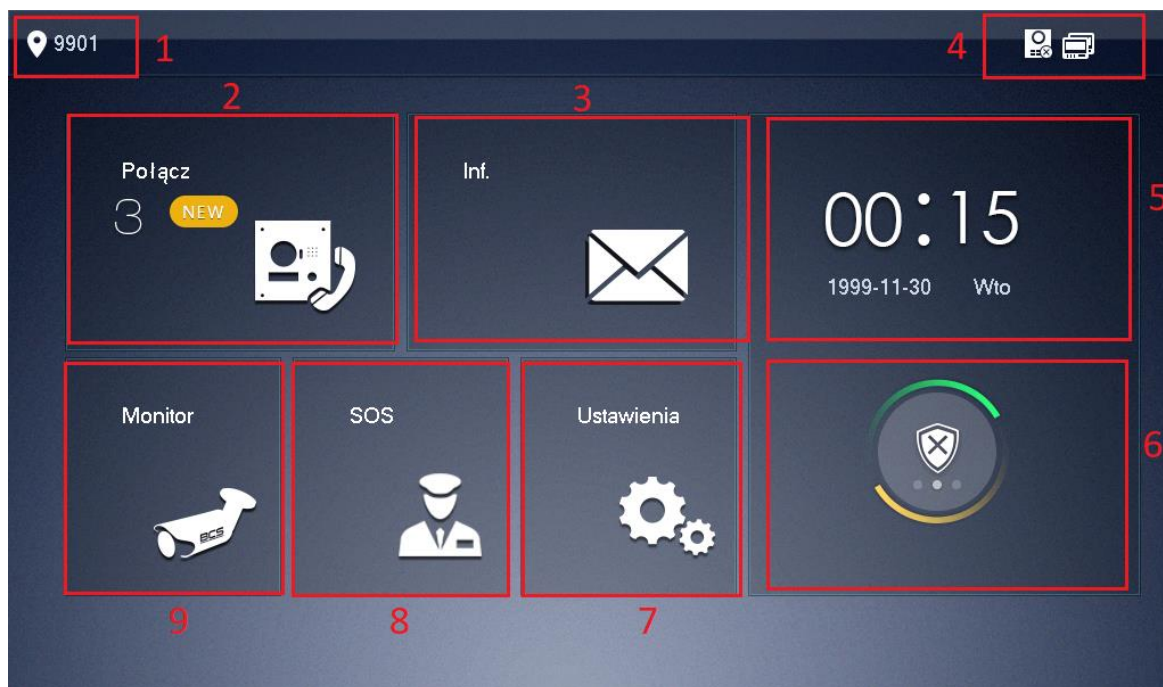 9901
1
4
2
3
Połącz
3 NEW
Inf.
00:15
1999-11-30 Wto
5
Monitor
SOS
Ustawienia
BCS
6
9
8
7